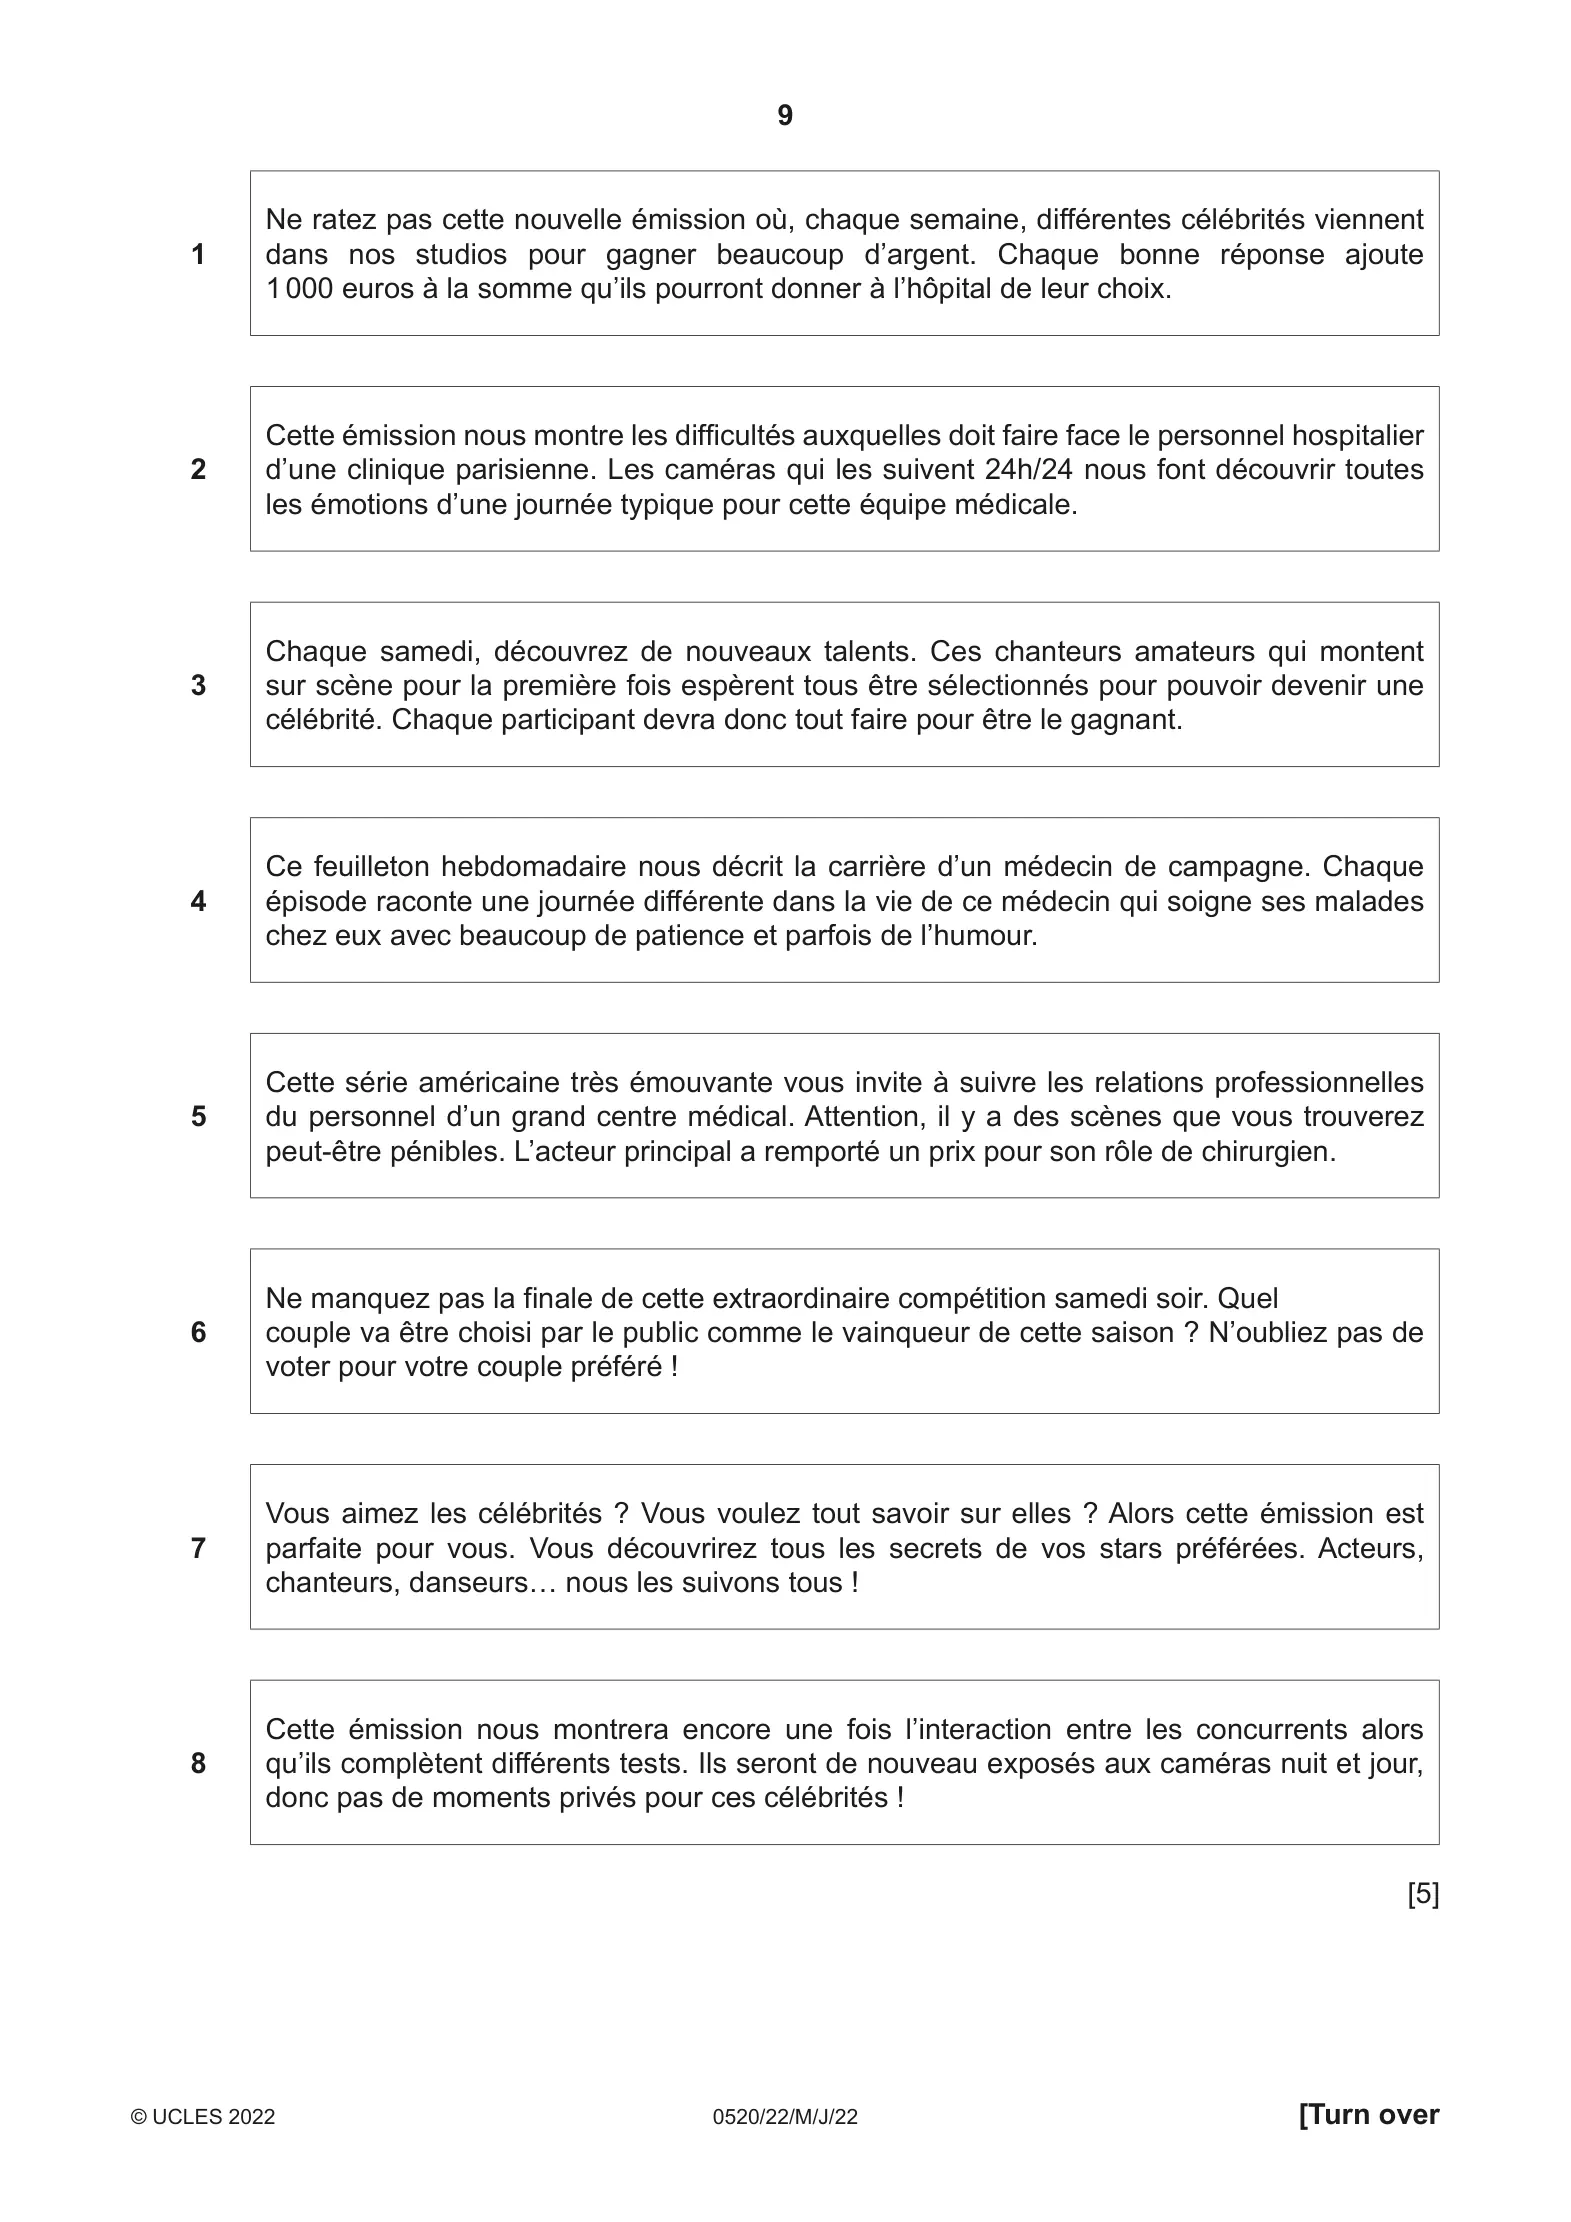 9
1
Ne ratez pas cette nouvelle émission où, chaque semaine, différentes célébrités viennent
dans nos studios pour gagner beaucoup d’argent. Chaque bonne réponse ajoute
1 000 euros à la somme qu’ils pourront donner à l’hôpital de leur choix.
2
Cette émission nous montre les difficultés auxquelles doit faire face le personnel hospitalier
d’une clinique parisienne. Les caméras qui les suivent 24h/24 nous font découvrir toutes
les émotions d’une journée typique pour cette équipe médicale.
3
Chaque samedi, découvrez de nouveaux talents. Ces chanteurs amateurs qui montent
sur scène pour la première fois espèrent tous être sélectionnés pour pouvoir devenir une
célébrité. Chaque participant devra donc tout faire pour être le gagnant.
4
Ce feuilleton hebdomadaire nous décrit la carrière d’un médecin de campagne. Chaque
épisode raconte une journée différente dans la vie de ce médecin qui soigne ses malades
chez eux avec beaucoup de patience et parfois de l’humour.
5
Cette série américaine très émouvante vous invite à suivre les relations professionnelles
du personnel d’un grand centre médical. Attention, il y a des scènes que vous trouverez
peut-être pénibles. L’acteur principal a remporté un prix pour son rôle de chirurgien.
6
Ne manquez pas la finale de cette extraordinaire compétition samedi soir. Quel
couple va être choisi par le public comme le vainqueur de cette saison ? N’oubliez pas de
voter pour votre couple préféré !
7
Vous aimez les célébrités ? Vous voulez tout savoir sur elles ? Alors cette émission est
parfaite pour vous. Vous découvrirez tous les secrets de vos stars préférées. Acteurs,
chanteurs, danseurs… nous les suivons tous !
8
Cette émission nous montrera encore une fois l’interaction entre les concurrents alors
qu’ils complètent différents tests. Ils seront de nouveau exposés aux caméras nuit et jour,
donc pas de moments privés pour ces célébrités !
[5]
© UCLES 2022
0520/22/M/J/22
[Turn over